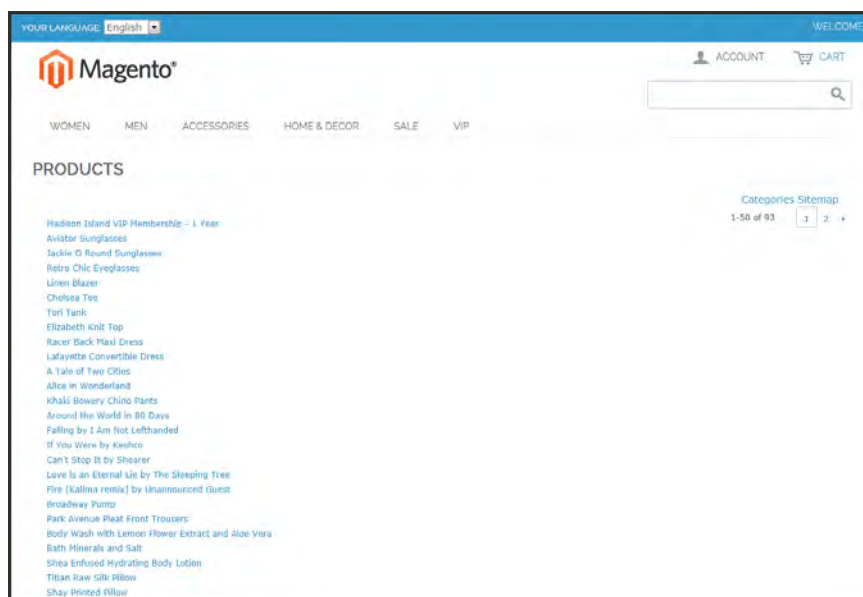 YOUR LANGUAGE: English WELCOME
Magento®
ACCOUNT CART
WOMEN MEN ACCESSORIES HOME & DECOR SALE VIP
PRODUCTS
Categories Sitemap
1-50 of 93 1 2
Madison Island VIP Membership - 1 Year
Aviator Sunglasses
Jackie O Round Sunglasses
Retro Chic Eyeglasses
Linen Blazer
Chelsea Tee
Tori Tank
Elizabeth Knit Top
Racer Back Maxi Dress
Lafayette Convertible Dress
A Tale of Two Cities
Alice in Wonderland
Khaki Bowery Chino Pants
Around the World in 80 Days
Falling by I Am Not Lefthanded
If You Were by Keshco
Can't Stop It by Shearer
Love is an Eternal Lie by The Sleeping Tree
Fire [Kalima remix] by Unannounced Guest
Broadway Pump
Park Avenue Pleat Front Trousers
Body Wash with Lemon Flower Extract and Aloe Vera
Bath Minerals and Salt
Shea Enfused Hydrating Body Lotion
Titian Raw Silk Pillow
Shay Printed Pillow